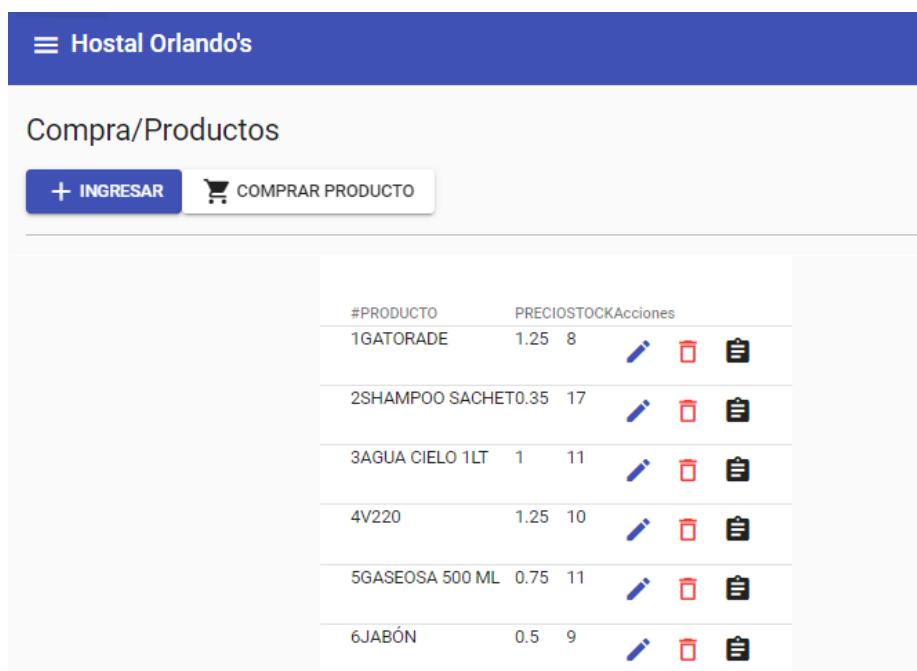 Hostal Orlando's
Compra/Productos
INGRESAR COMPRAR PRODUCTO
#PRODUCTO PRECIOSTOCKAcciones
1GATORADE 1.25 8
2SHAMPOO SACHET0.35 17
3AGUA CIELO 1LT 1 11
4V220 1.25 10
5GASEOSA 500 ML 0.75 11
6JABÓN 0.5 9